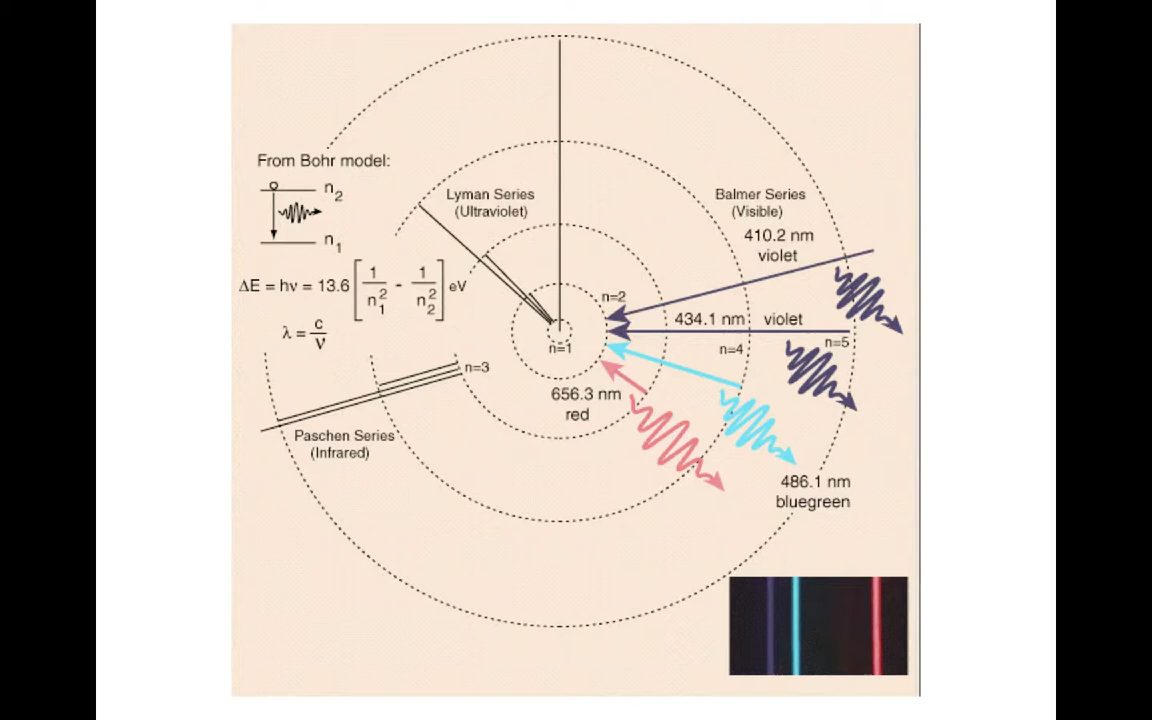 From Bohr model:
n2
n1
ΔE = hν = 13.6 [ 1/n1² - 1/n2² ] eV
λ = c/ν
Lyman Series
(Ultraviolet)
Balmer Series
(Visible)
410.2 nm
violet
n=2
434.1 nm violet
n=1
n=4
n=5
n=3
656.3 nm
red
Paschen Series
(Infrared)
486.1 nm
bluegreen